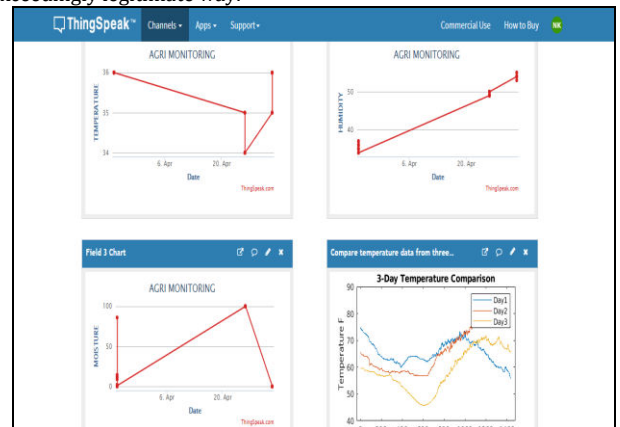 ThingSpeak™ Channels Apps Support Commercial Use How to Buy NK
AGRI MONITORING
36
35
34
TEMPERATURE
6. Apr 20. Apr
Date
ThingSpeak.com
AGRI MONITORING
50
40
HUMIDITY
6. Apr 20. Apr
Date
ThingSpeak.com
Field 3 Chart
AGRI MONITORING
100
50
0
MOISTURE
6. Apr 20. Apr
Date
ThingSpeak.com
Compare temperature data from three...
3-Day Temperature Comparison
90
80
70
60
50
40
Temperature F
Day1
Day2
Day3